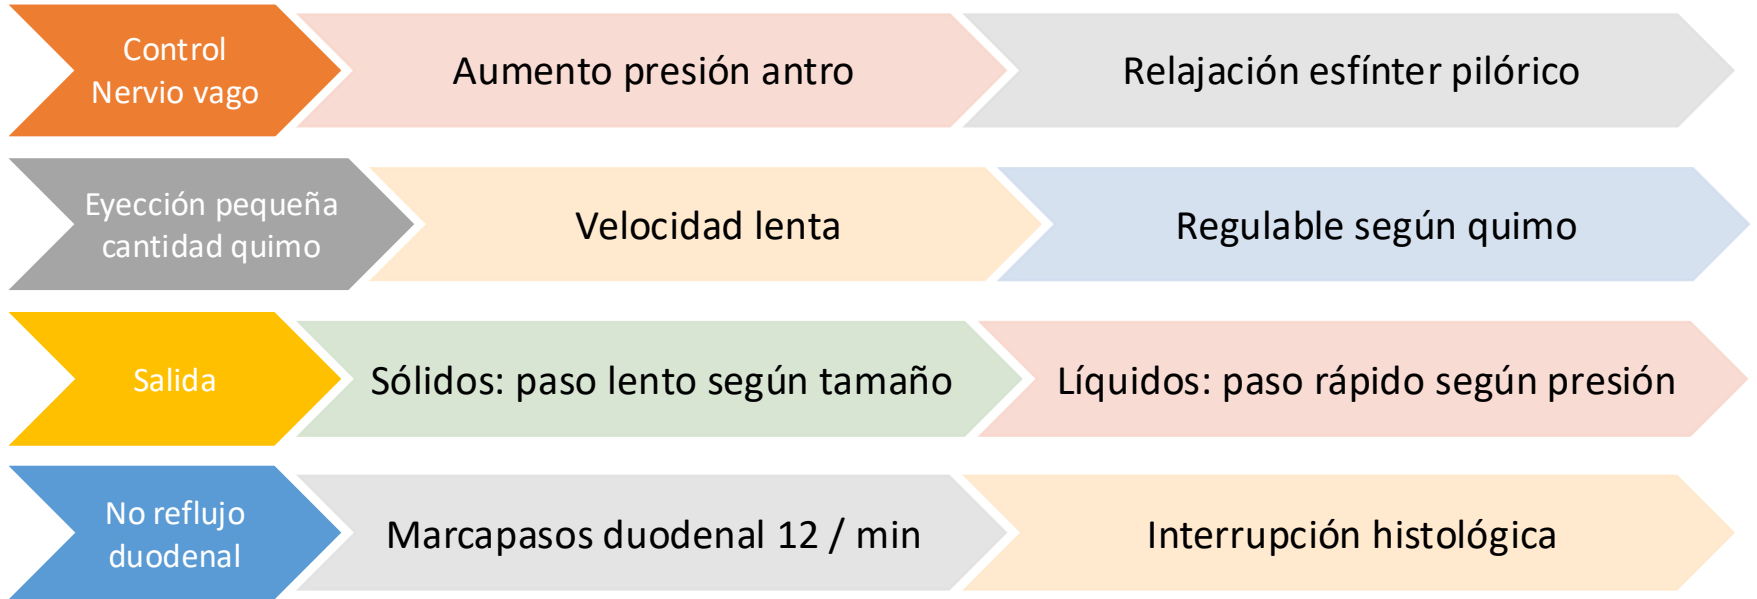 Control
Nervio vago
Aumento presión antro
Relajación esfínter pilórico
Eyección pequeña
cantidad quimo
Velocidad lenta
Regulable según quimo
Salida
Sólidos: paso lento según tamaño
Líquidos: paso rápido según presión
No reflujo
duodenal
Marcapasos duodenal 12 / min
Interrupción histológica